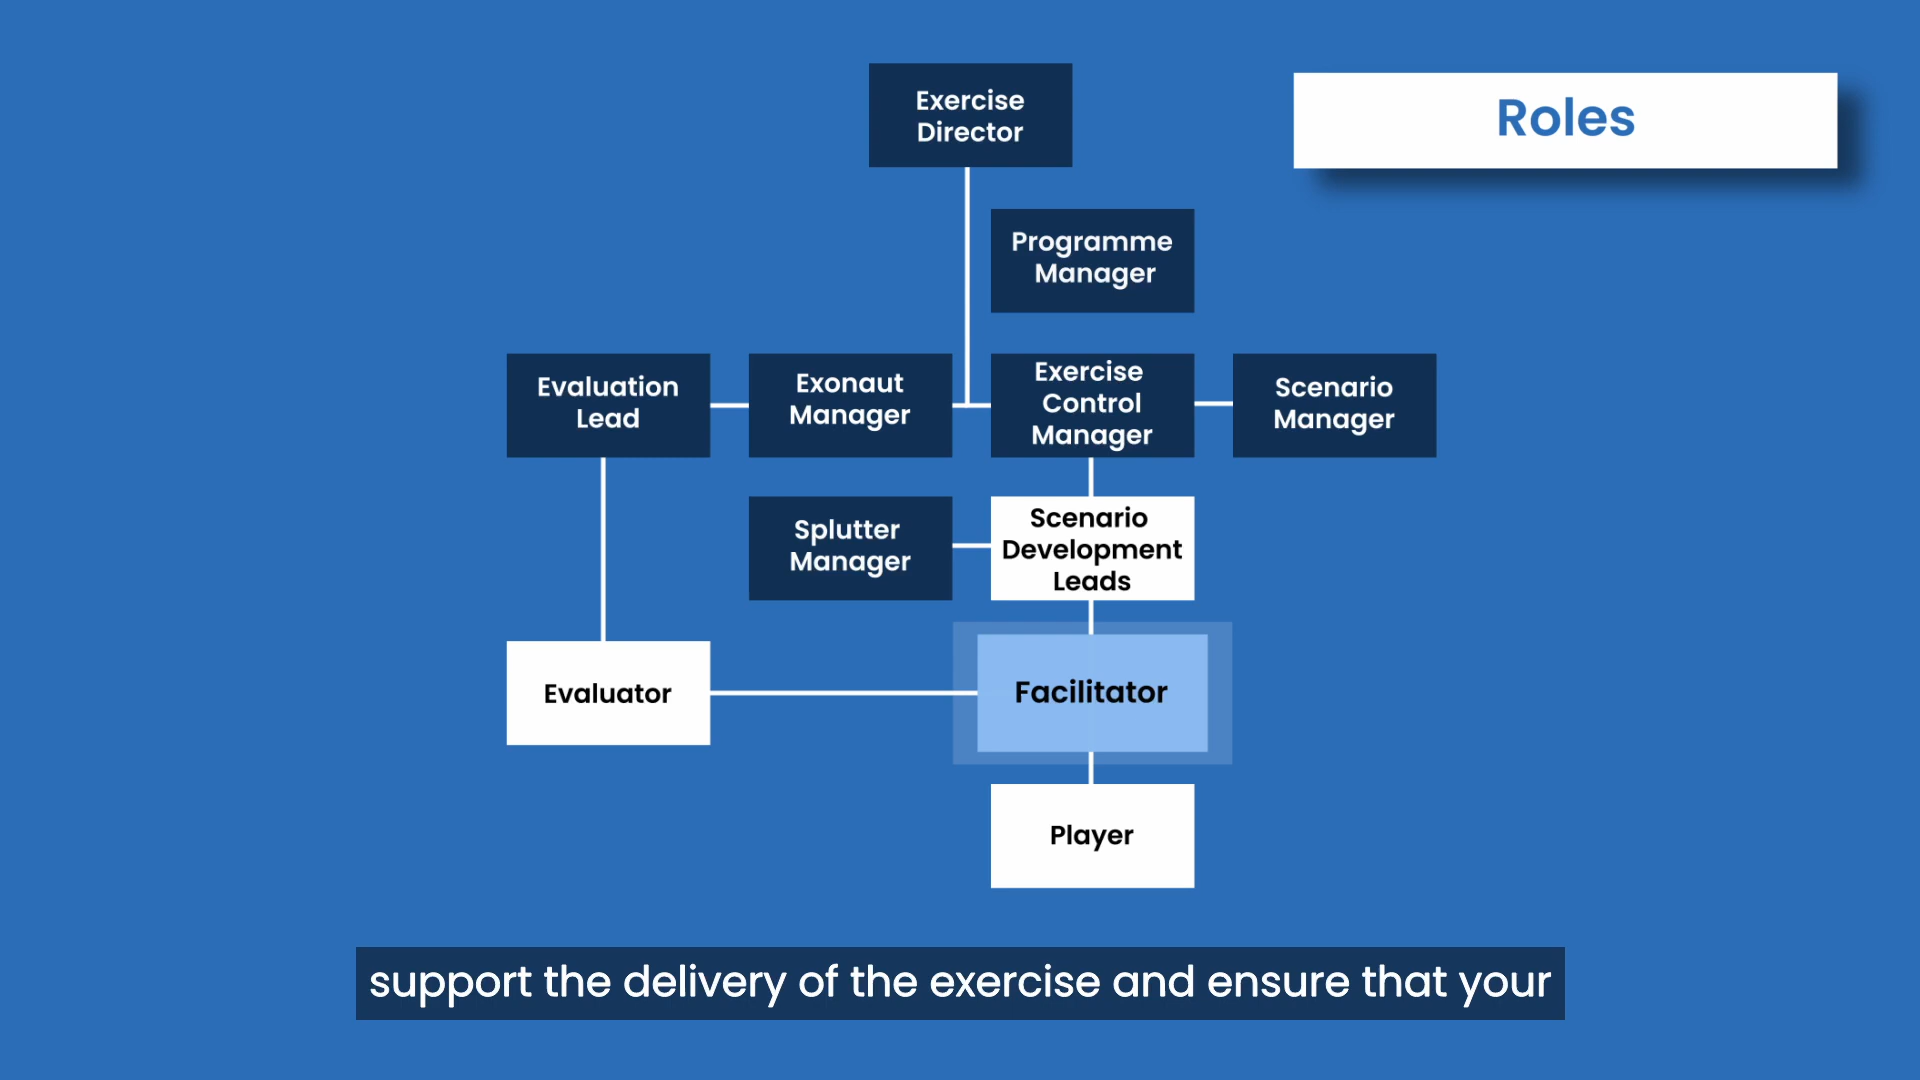 Roles
Exercise
Director
Programme
Manager
Evaluation
Lead
Exonaut
Manager
Exercise
Control
Manager
Scenario
Manager
Splutter
Manager
Scenario
Development
Leads
Evaluator
Facilitator
Player
support the delivery of the exercise and ensure that your